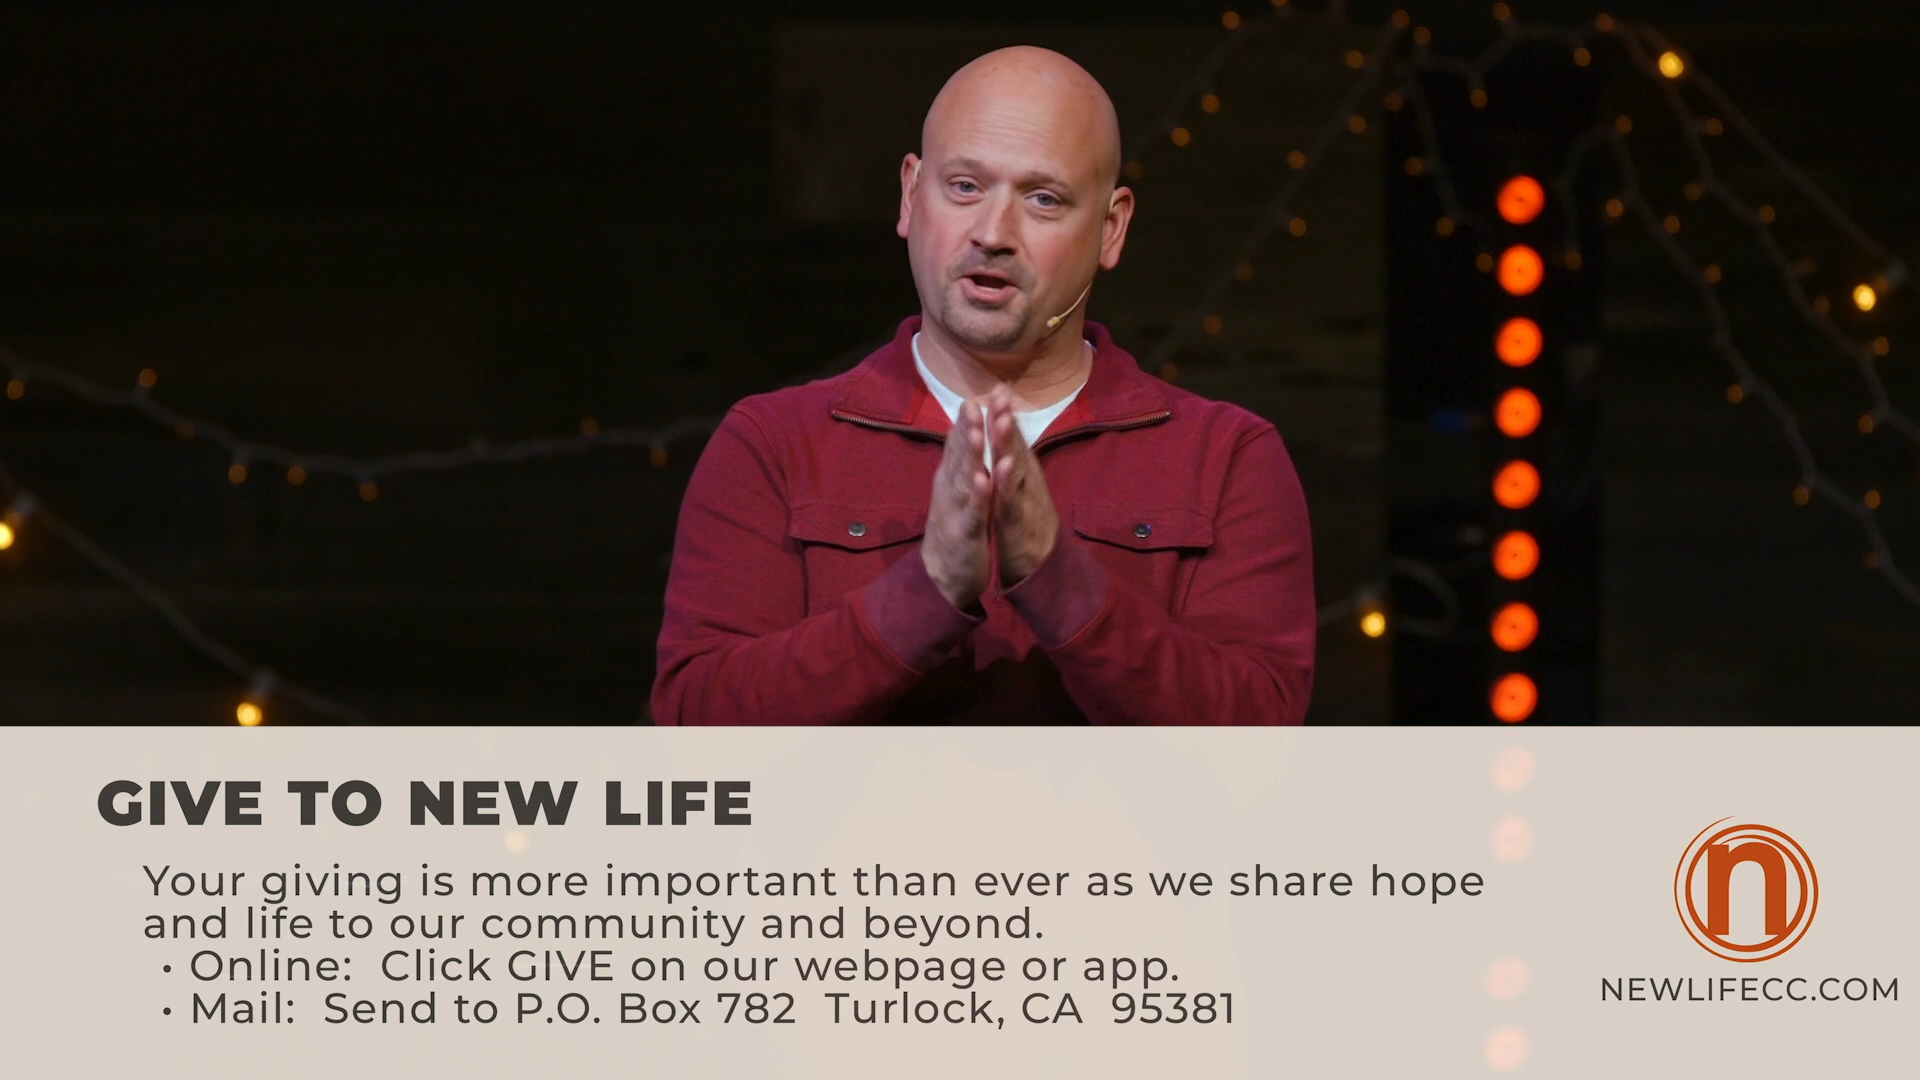 GIVE TO NEW LIFE
Your giving is more important than ever as we share hope
and life to our community and beyond.
• Online:  Click GIVE on our webpage or app.
• Mail:  Send to P.O. Box 782  Turlock, CA  95381
n
NEWLIFECC.COM